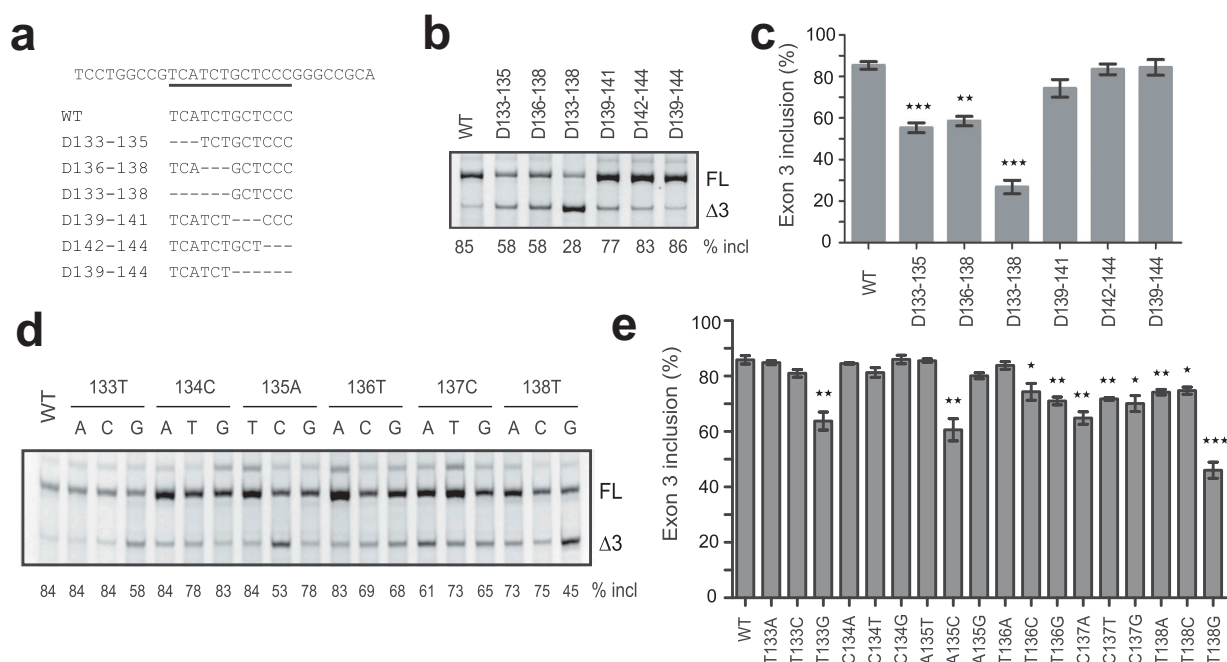 a
TCCTGGCCGTCATCTGCTCCCGGGCCGCA
WT TCATCTGCTCCC
D133-135 ---TCTGCTCCC
D136-138 TCA---GCTCCC
D133-138 ------GCTCCC
D139-141 TCATCT---CCC
D142-144 TCATCTGCT---
D139-144 TCATCT------
b
WT D133-135 D136-138 D133-138 D139-141 D142-144 D139-144
FL
Δ3
85 58 58 28 77 83 86 % incl
c
Exon 3 inclusion (%)
100
80
60
40
20
0
★★★ ★★ ★★★
WT D133-135 D136-138 D133-138 D139-141 D142-144 D139-144
d
WT 133T 134C 135A 136T 137C 138T
A C G A T G T C G A C G A T G A C G
FL
Δ3
84 84 84 58 84 78 83 84 53 78 83 69 68 61 73 65 73 75 45 % incl
e
Exon 3 inclusion (%)
100
80
60
40
20
0
★★ ★★ ★ ★★ ★★ ★★ ★ ★★ ★ ★★★
WT T133A T133C T133G C134A C134T C134G A135T A135C A135G T136A T136C T136G C137A C137T C137G T138A T138C T138G